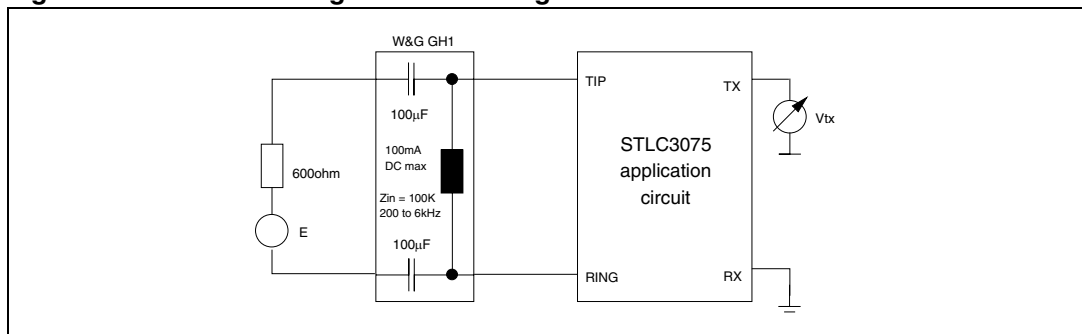 W&G GH1
TIP
TX
100μF
Vtx
STLC3075
application
circuit
100mA
DC max
600ohm
Zin = 100K
200 to 6kHz
E
100μF
RING
RX